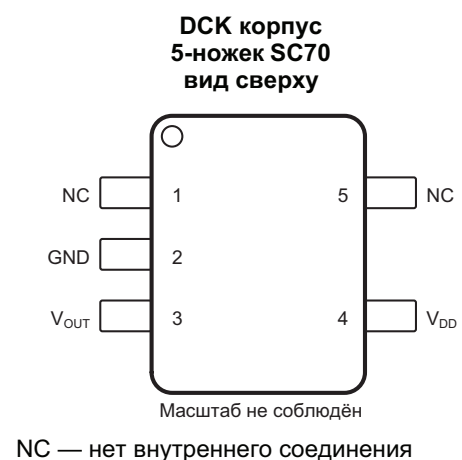 DCK корпус
5-ножек SC70
вид сверху
NC 1 5 NC
GND 2
VOUT 3 4 VDD
Масштаб не соблюдён
NC — нет внутреннего соединения